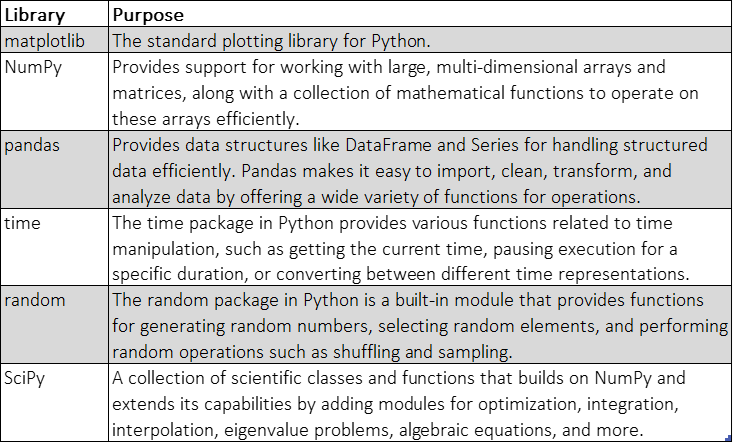 Library Purpose
matplotlib The standard plotting library for Python.
NumPy Provides support for working with large, multi-dimensional arrays and
matrices, along with a collection of mathematical functions to operate on
these arrays efficiently.
pandas Provides data structures like DataFrame and Series for handling structured
data efficiently. Pandas makes it easy to import, clean, transform, and
analyze data by offering a wide variety of functions for operations.
time The time package in Python provides various functions related to time
manipulation, such as getting the current time, pausing execution for a
specific duration, or converting between different time representations.
random The random package in Python is a built-in module that provides functions
for generating random numbers, selecting random elements, and performing
random operations such as shuffling and sampling.
SciPy A collection of scientific classes and functions that builds on NumPy and
extends its capabilities by adding modules for optimization, integration,
interpolation, eigenvalue problems, algebraic equations, and more.